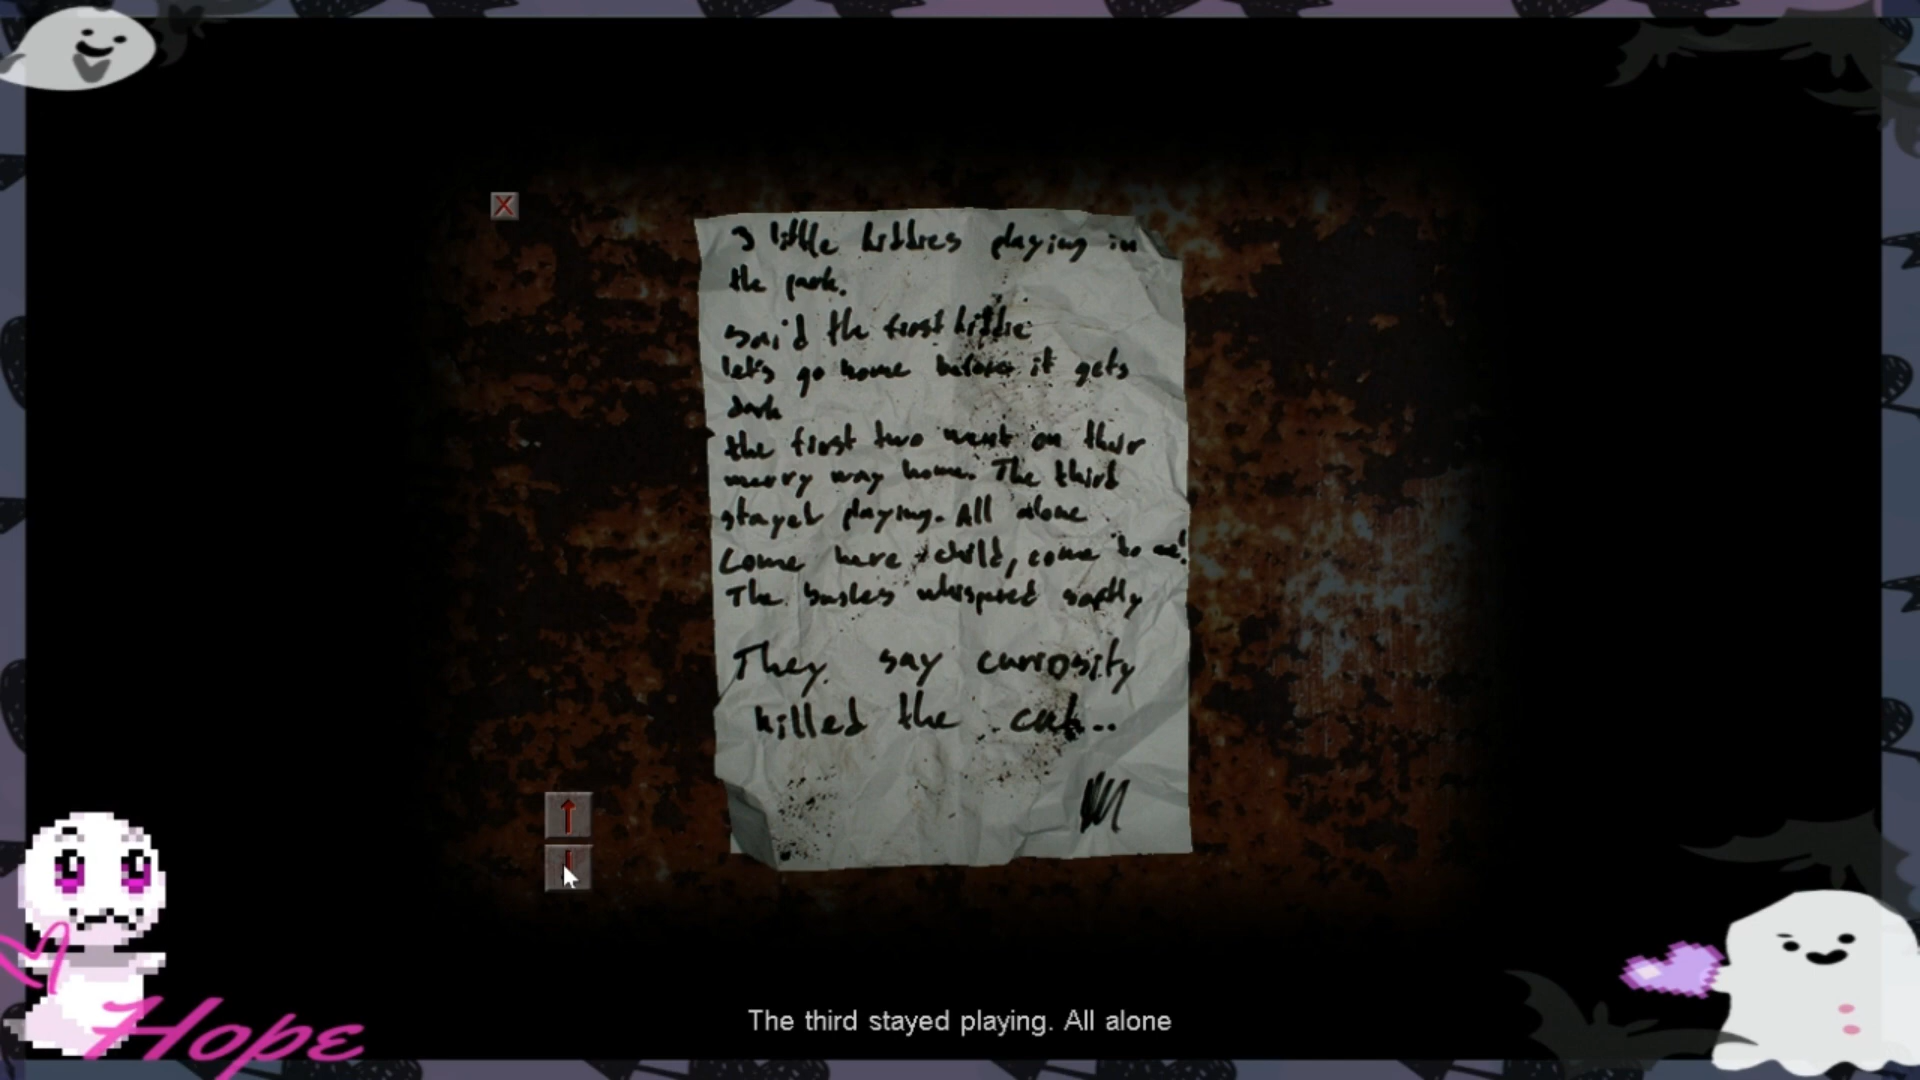 3 little kiddies playing in
the park.
said the first kiddie
let's go home before it gets
dark
the first two went on their
merry way home. The third
stayed playing. All alone
Come here child, come to me!
The bushes whispered softly
They say curiosity
killed the cat...
Hope
The third stayed playing. All alone